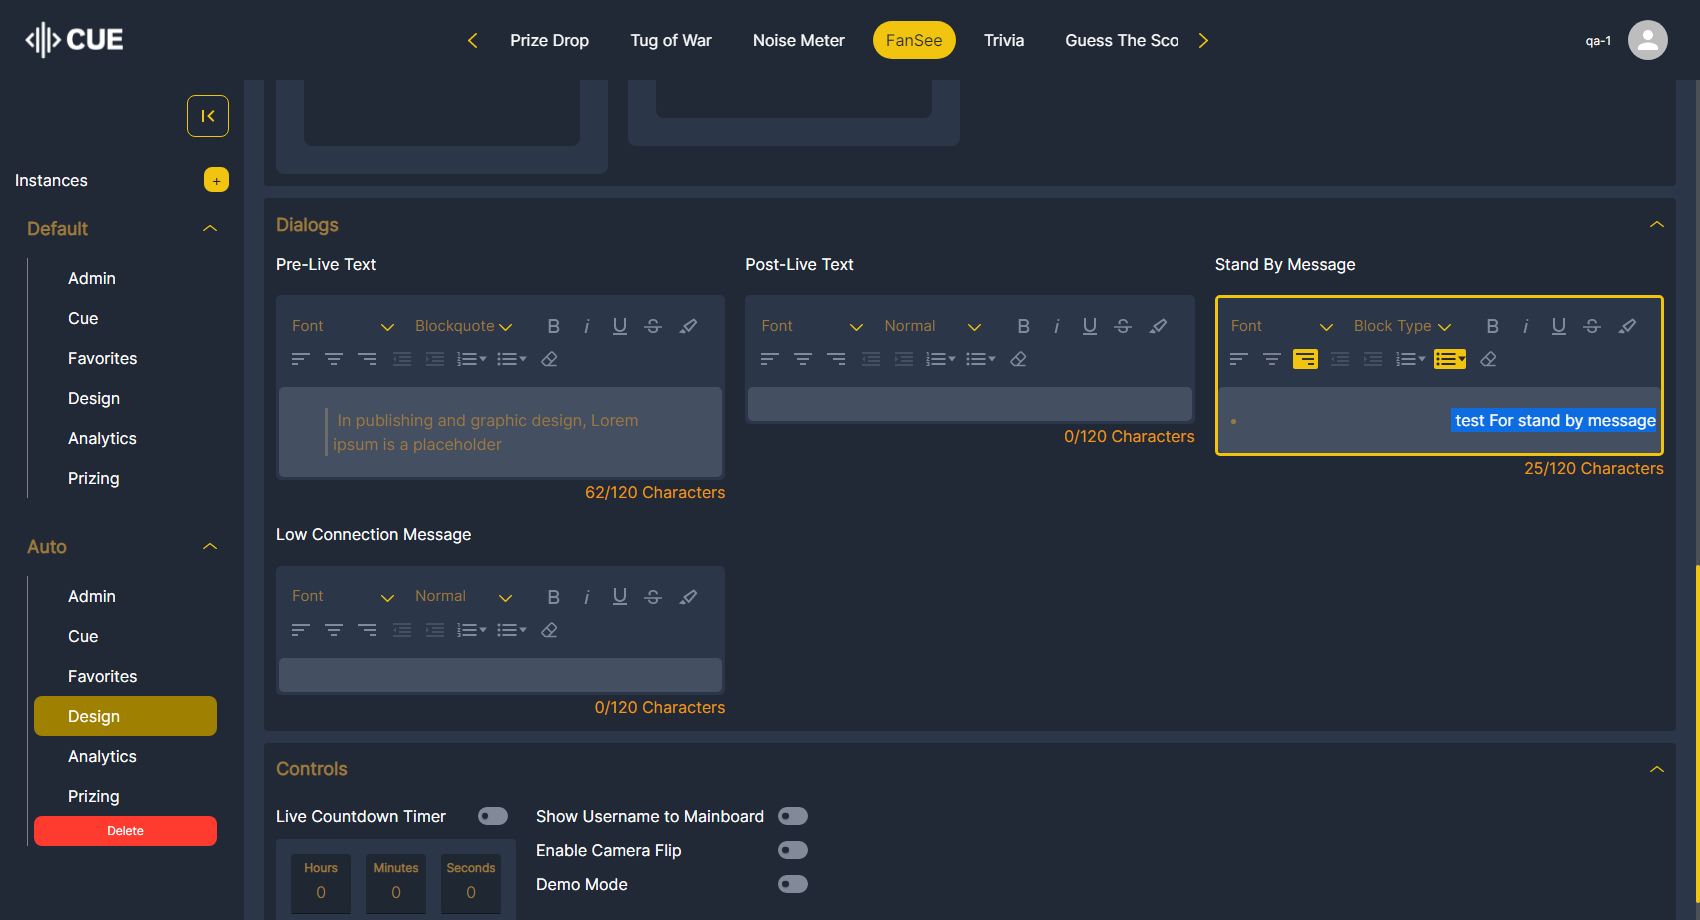 CUE
Prize Drop
Tug of War
Noise Meter
FanSee
Trivia
Guess The Sco
qa-1
Instances
+
Default
Admin
Cue
Favorites
Design
Analytics
Prizing
Auto
Admin
Cue
Favorites
Design
Analytics
Prizing
Delete
Dialogs
Pre-Live Text
Font
Blockquote
B
i
U
S
In publishing and graphic design, Lorem
ipsum is a placeholder
62/120 Characters
Post-Live Text
Font
Normal
B
i
U
S
0/120 Characters
Stand By Message
Font
Block Type
B
i
U
S
• test For stand by message
25/120 Characters
Low Connection Message
Font
Normal
B
i
U
S
0/120 Characters
Controls
Live Countdown Timer
Hours
0
Minutes
0
Seconds
0
Show Username to Mainboard
Enable Camera Flip
Demo Mode